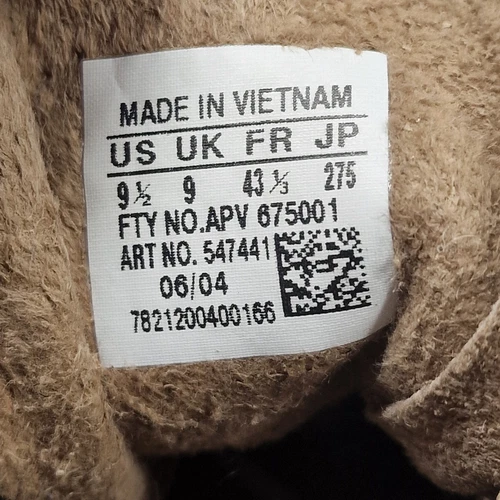 MADE IN VIETNAM
US UK FR JP
9 ½ 9 43 ⅓ 275
FTY NO.APV 675001
ART NO. 547441
06/04
7821200400166